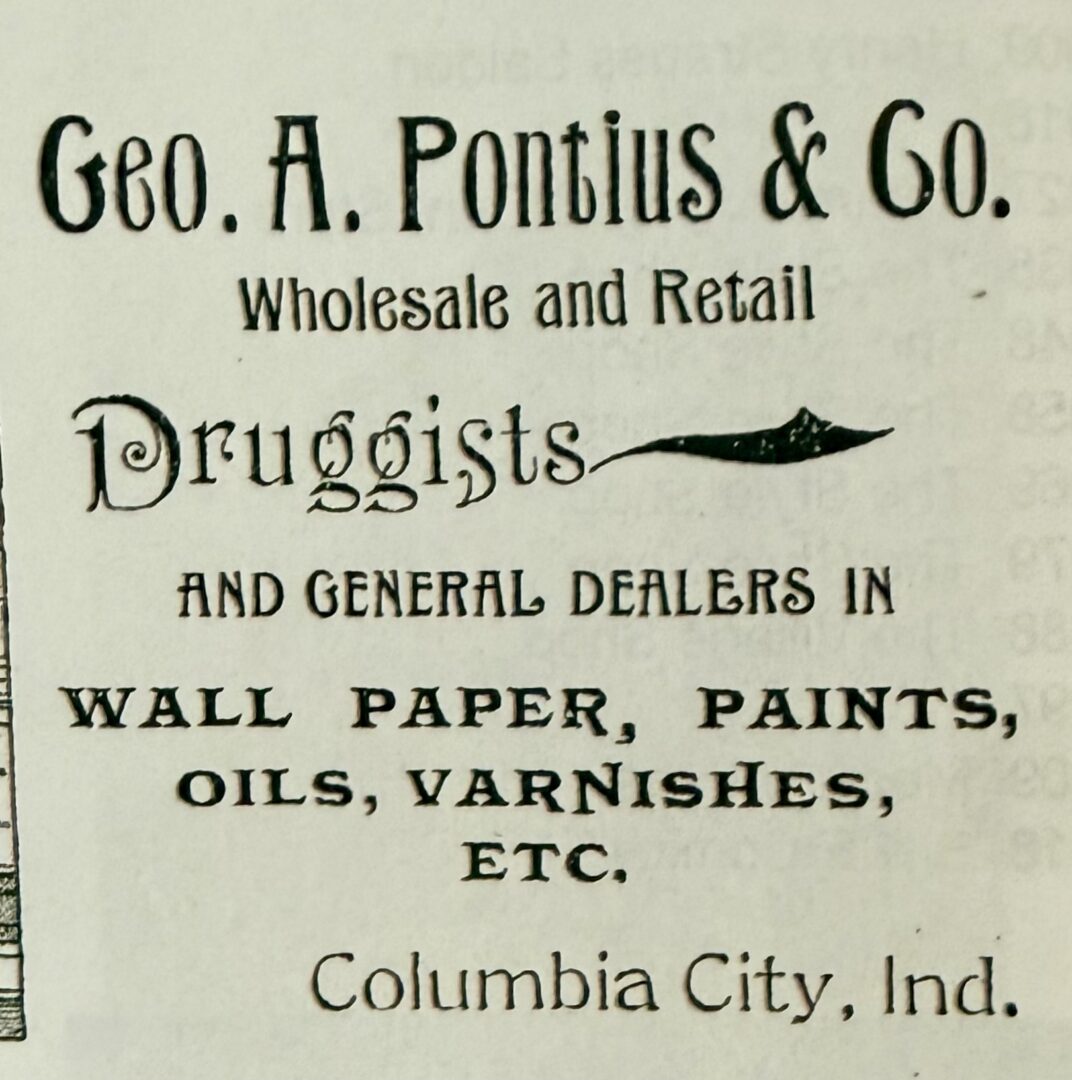 Geo. A. Pontius & Co.
Wholesale and Retail
Druggists
AND GENERAL DEALERS IN
WALL PAPER, PAINTS,
OILS, VARNISHES,
ETC.
Columbia City, Ind.